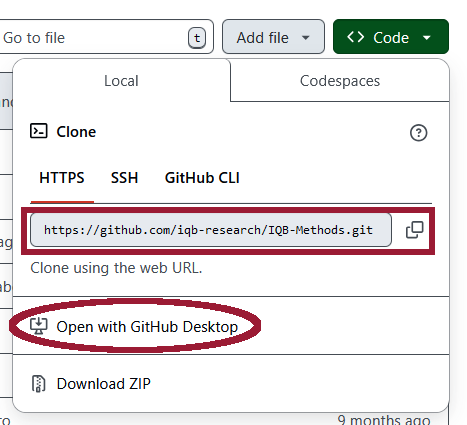 Go to file t Add file Code
Local Codespaces
Clone
HTTPS SSH GitHub CLI
https://github.com/iqb-research/IQB-Methods.git
Clone using the web URL.
Open with GitHub Desktop
Download ZIP
9 months ago